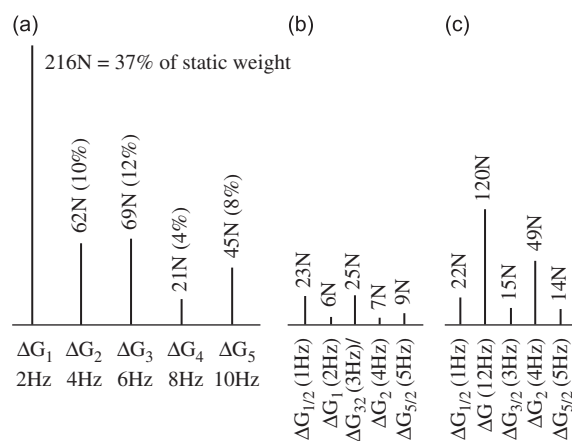 (a)
216N = 37% of static weight
62N (10%)
69N (12%)
21N (4%)
45N (8%)
ΔG1 ΔG2 ΔG3 ΔG4 ΔG5
2Hz 4Hz 6Hz 8Hz 10Hz
(b)
23N
6N
25N
7N
9N
ΔG1/2 (1Hz)
ΔG1 (2Hz)
ΔG32 (3Hz)/
ΔG2 (4Hz)
ΔG5/2 (5Hz)
(c)
22N
120N
15N
49N
14N
ΔG1/2 (1Hz)
ΔG (12Hz)
ΔG3/2 (3Hz)
ΔG2 (4Hz)
ΔG5/2 (5Hz)